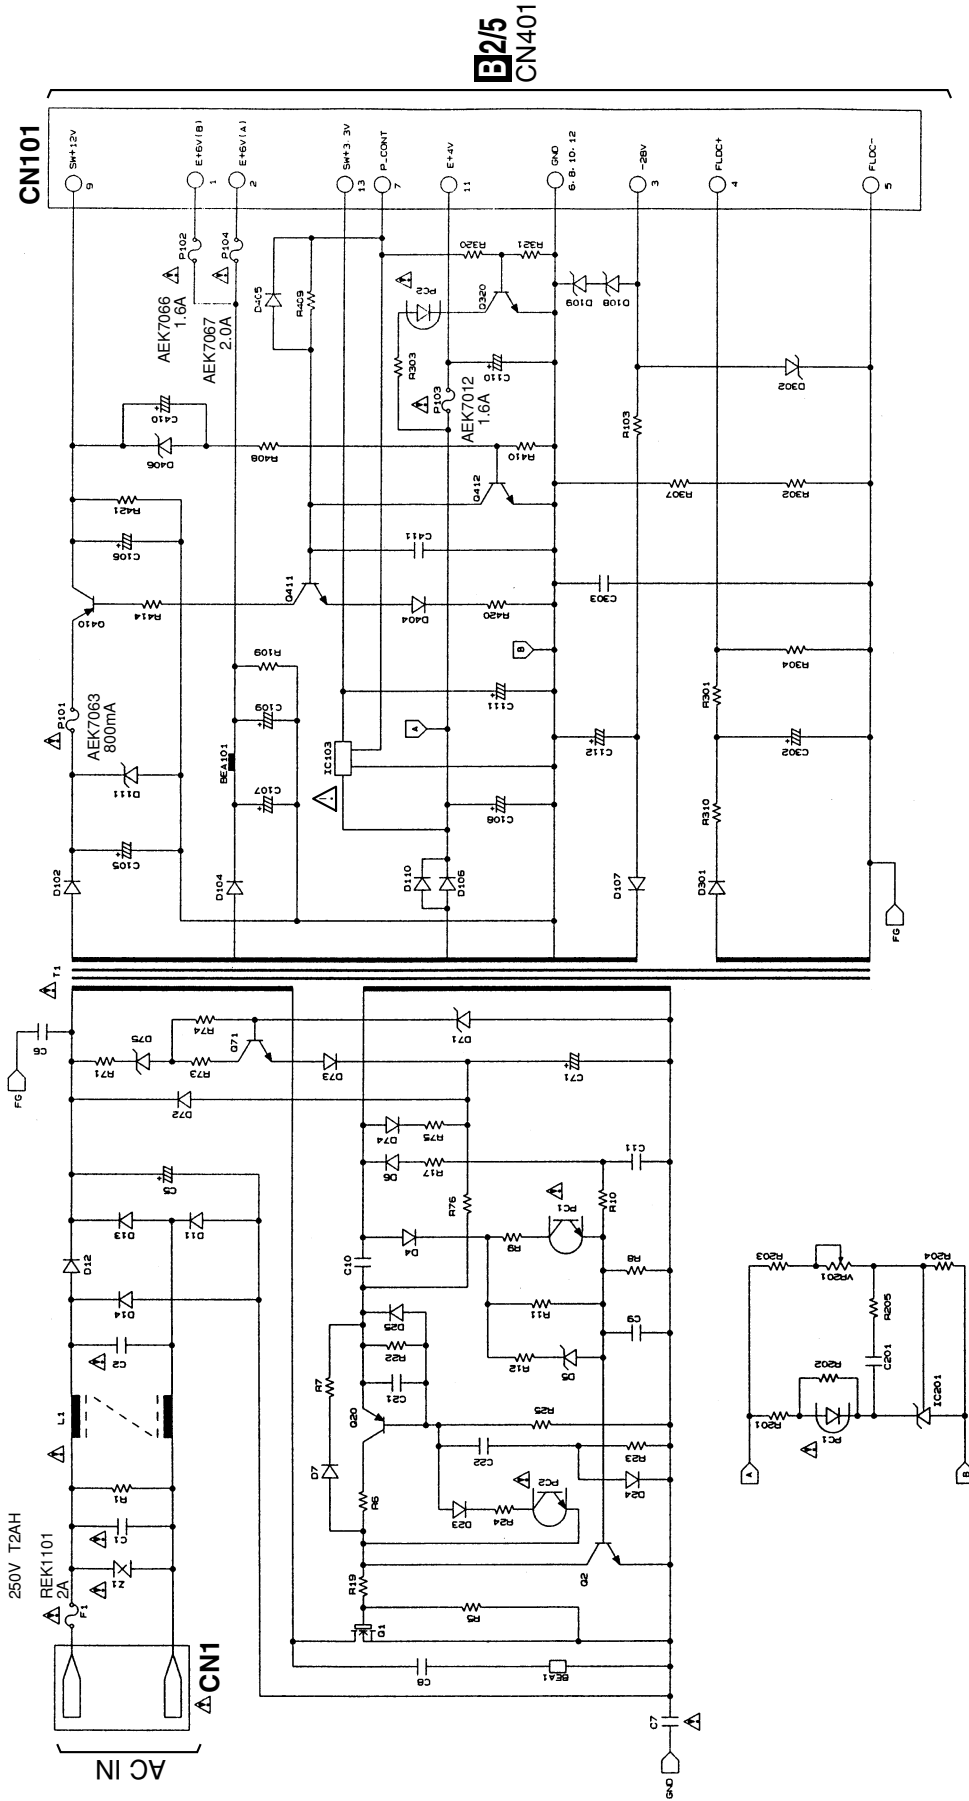 B 2/5
CN401
CN101
SW+12V
9
E+6V(B)
1
E+6V(A)
2
SW+3.3V
13
P_CONT
7
E+4V
11
GND
6.8.10.12
-28V
3
FLDC+
4
FLDC-
5
P102
P104
AEK7066
1.6A
AEK7067
2.0A
D405
R409
R320
R321
PC2
Q320
R303
D109
D108
C110
P103
AEK7012
1.6A
D302
C410
D406
R408
R410
R103
Q412
R307
R302
R421
C106
C411
Q410
R414
Q411
D404
R420
C303
B
R109
R304
P101
AEK7063
800mA
C109
C111
R301
A
BEA101
IC103
C112
C302
D111
C107
C108
R310
C105
D102
D104
D110
D106
D107
D301
FG
T1
FG
C6
R71
D75
R74
R73
Q71
D73
D71
C71
D72
D74
R75
D6
R17
C11
R76
R10
D13
D11
PC1
D12
C10
D4
R9
R8
D14
D25
R11
C9
C2
R22
R12
D5
R7
C21
L1
Q20
R25
C22
R23
D7
PC2
D24
R6
D23
R24
R1
C1
Z1
250V T2AH
REK1101
2A
F1
R19
Q2
Q1
R5
CN1
AC IN
C8
BEA1
C7
GND
R203
VR201
R204
R205
R202
C201
R201
PC1
IC201
A
B